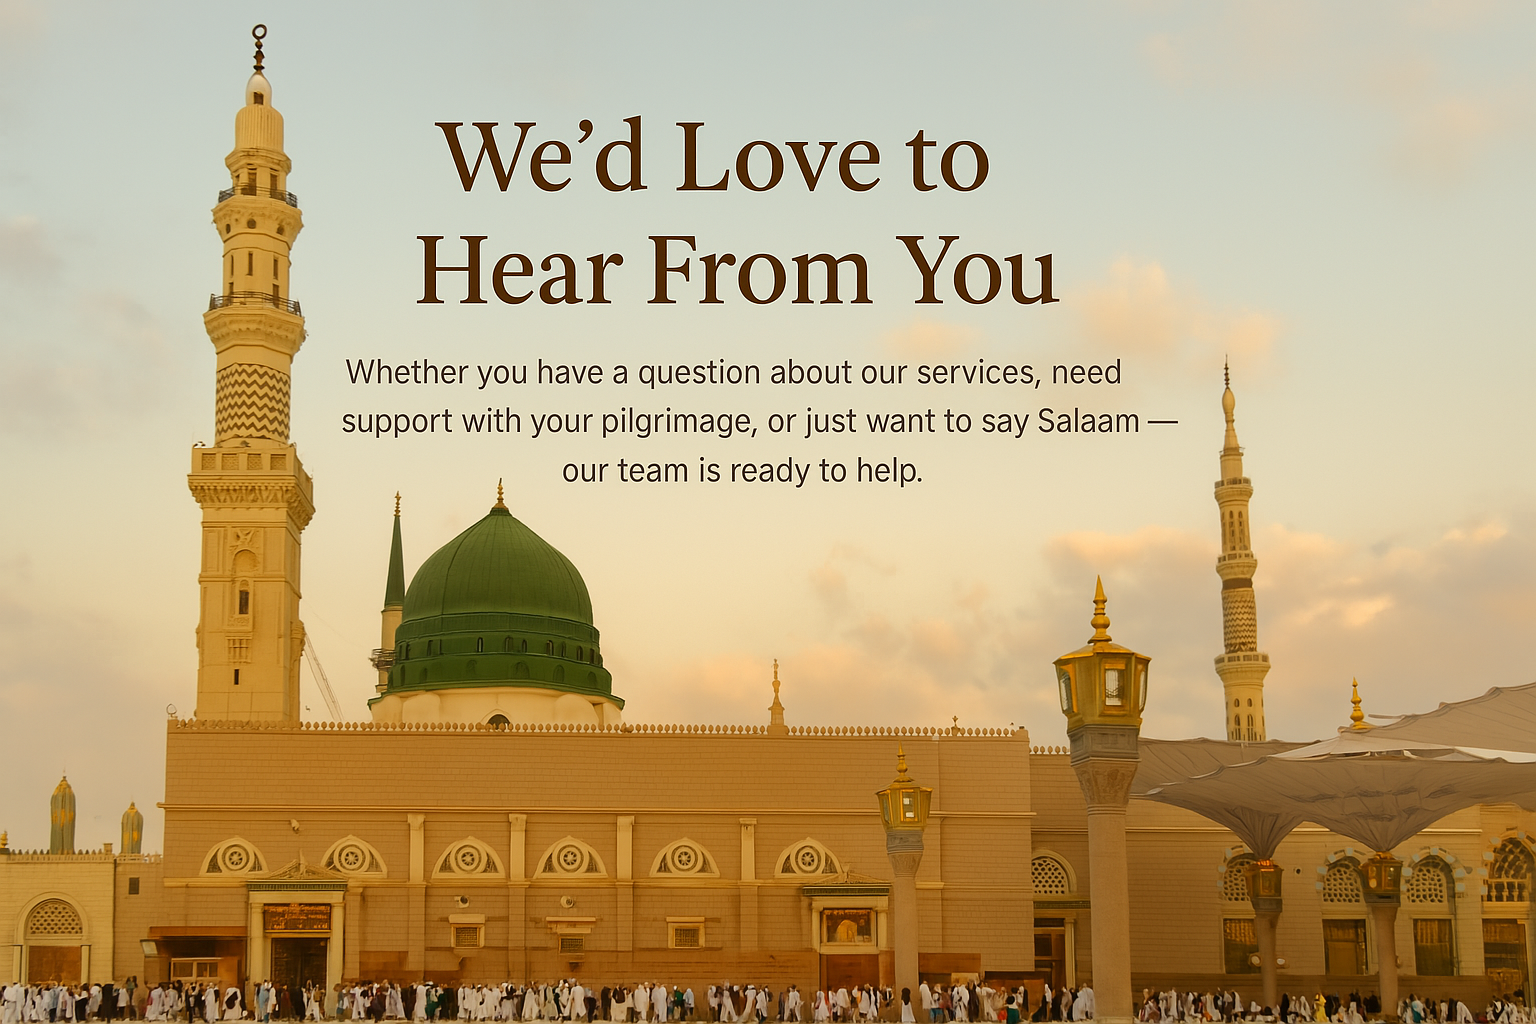 We’d Love to
Hear From You
Whether you have a question about our services, need
support with your pilgrimage, or just want to say Salaam —
our team is ready to help.